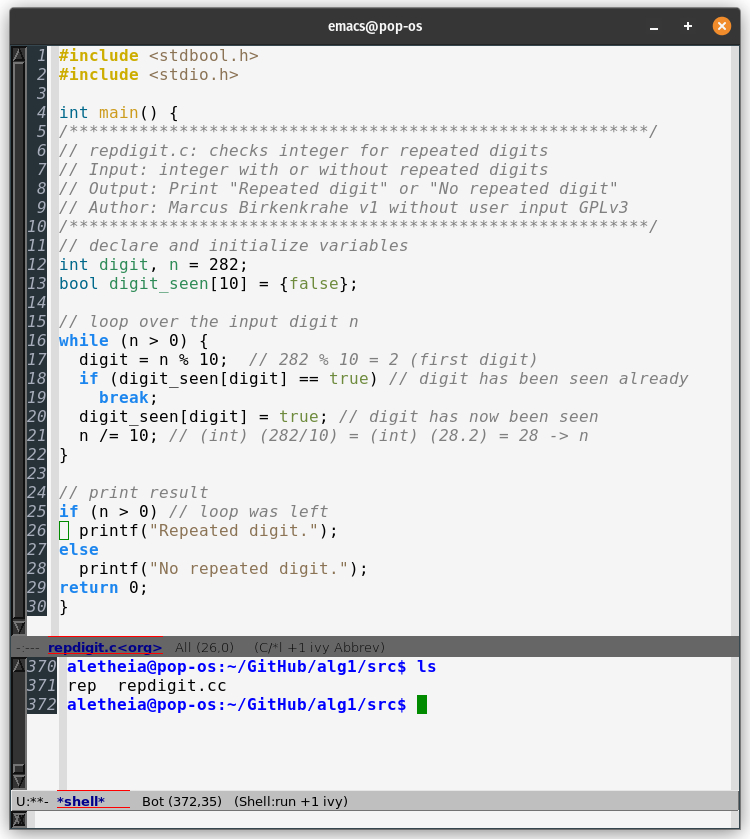 emacs@pop-os
1 #include <stdbool.h>
2 #include <stdio.h>
3
4 int main() {
5 /**********************************************************/
6 // repdigit.c: checks integer for repeated digits
7 // Input: integer with or without repeated digits
8 // Output: Print "Repeated digit" or "No repeated digit"
9 // Author: Marcus Birkenkrahe v1 without user input GPLv3
10 /**********************************************************/
11 // declare and initialize variables
12 int digit, n = 282;
13 bool digit_seen[10] = {false};
14
15 // loop over the input digit n
16 while (n > 0) {
17   digit = n % 10;  // 282 % 10 = 2 (first digit)
18   if (digit_seen[digit] == true) // digit has been seen already
19     break;
20   digit_seen[digit] = true; // digit has now been seen
21   n /= 10; // (int) (282/10) = (int) (28.2) = 28 -> n
22 }
23
24 // print result
25 if (n > 0) // loop was left
26   printf("Repeated digit.");
27 else
28   printf("No repeated digit.");
29 return 0;
30 }
-:--- repdigit.c<org> All (26,0) (C/*l +1 ivy Abbrev)
370 aletheia@pop-os:~/GitHub/alg1/src$ ls
371 rep  repdigit.cc
372 aletheia@pop-os:~/GitHub/alg1/src$
U:**- *shell* Bot (372,35) (Shell:run +1 ivy)